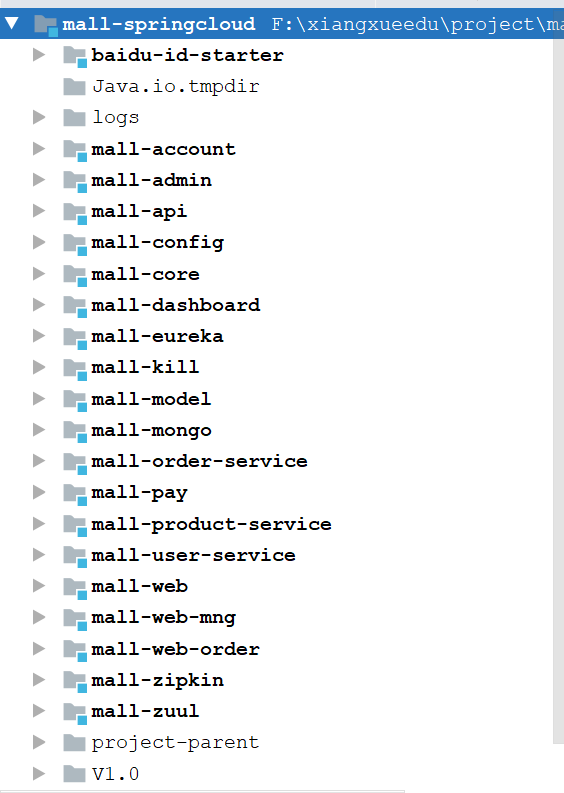 mall-springcloud F:\xiangxueedu\project\ma
baidu-id-starter
Java.io.tmpdir
logs
mall-account
mall-admin
mall-api
mall-config
mall-core
mall-dashboard
mall-eureka
mall-kill
mall-model
mall-mongo
mall-order-service
mall-pay
mall-product-service
mall-user-service
mall-web
mall-web-mng
mall-web-order
mall-zipkin
mall-zuul
project-parent
V1.0